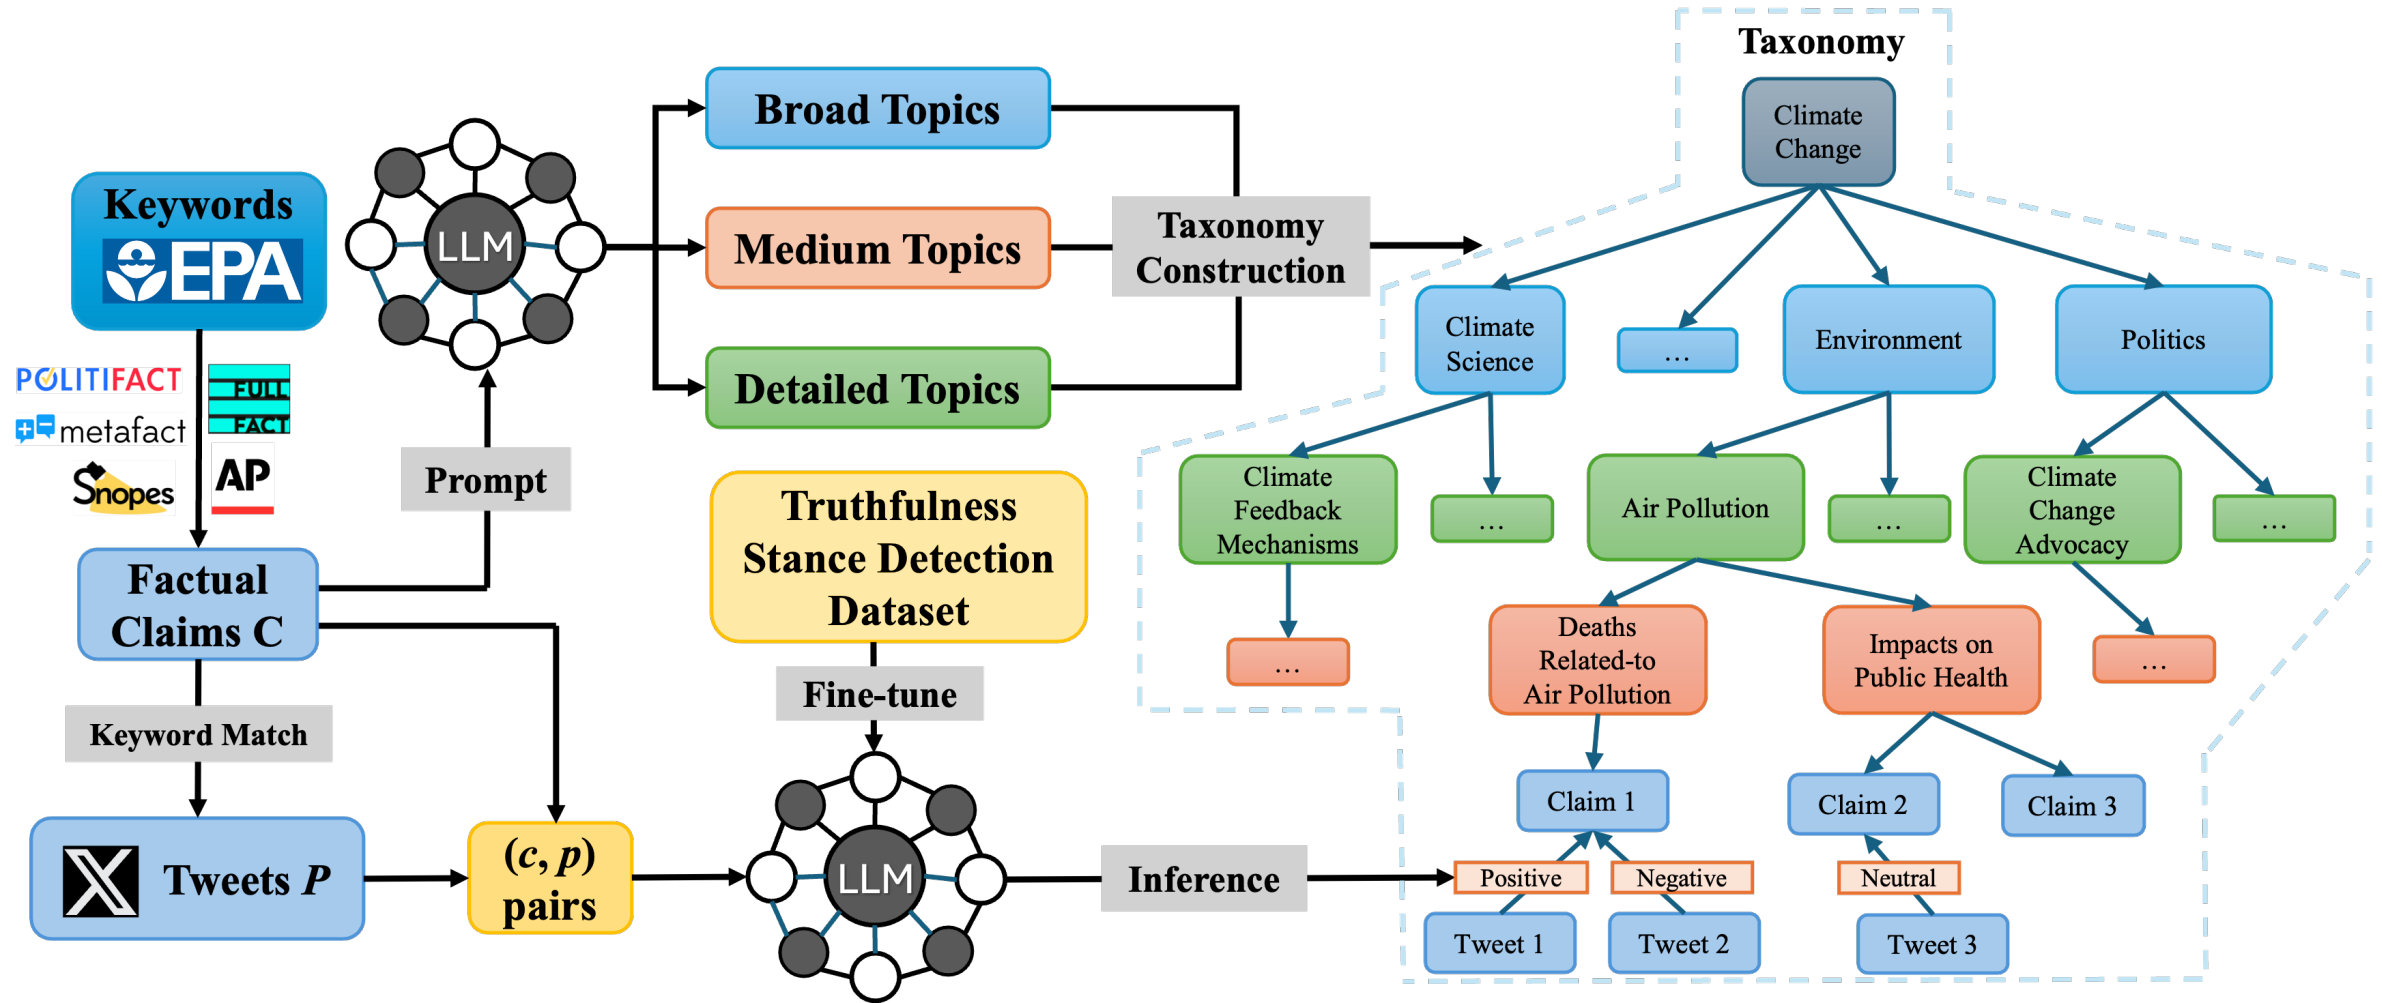 Keywords
EPA
POLITIFACT
FULL
FACT
metafact
Snopes
AP
Factual
Claims C
Keyword Match
Tweets P
Prompt
(c, p)
pairs
LLM
Broad Topics
Medium Topics
Detailed Topics
Taxonomy
Construction
Truthfulness
Stance Detection
Dataset
Fine-tune
LLM
Inference
Taxonomy
Climate
Change
Climate
Science
...
Environment
Politics
Climate
Feedback
Mechanisms
...
Air Pollution
...
Climate
Change
Advocacy
...
...
Deaths
Related-to
Air Pollution
Impacts on
Public Health
...
Claim 1
Claim 2
Claim 3
Positive
Negative
Neutral
Tweet 1
Tweet 2
Tweet 3